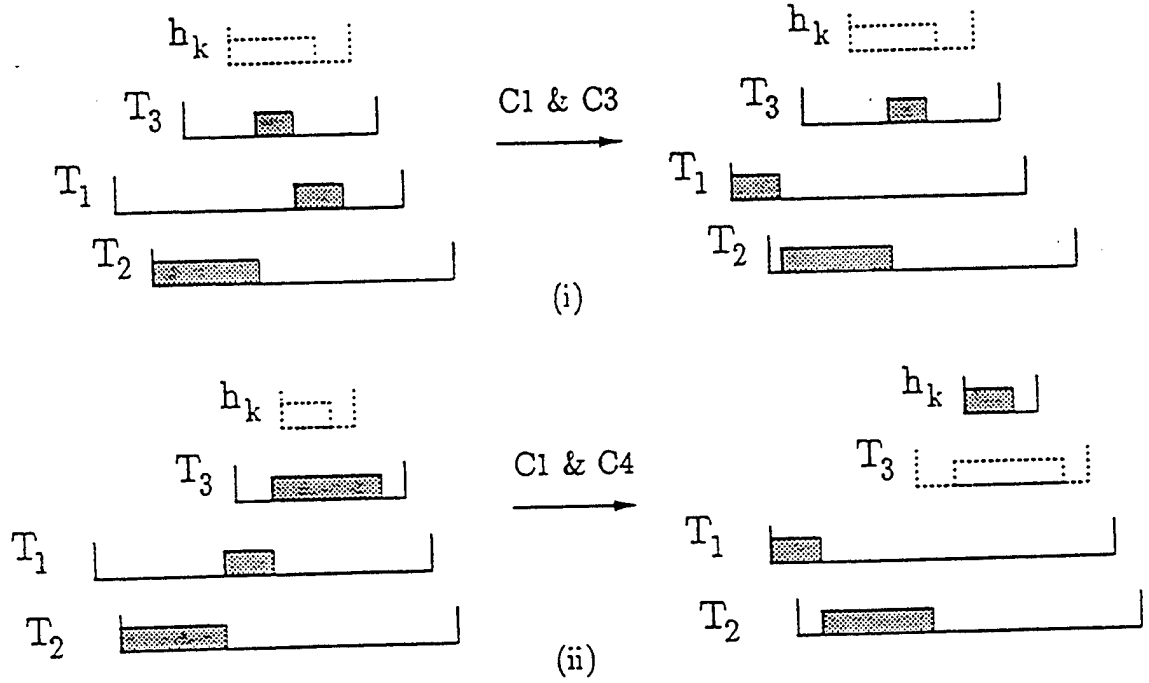 h_k h_k
T_3 C1 & C3 T_3
T_1 T_1
T_2 T_2
(i)
h_k h_k
T_3 C1 & C4 T_3
T_1 T_1
T_2 T_2
(ii)